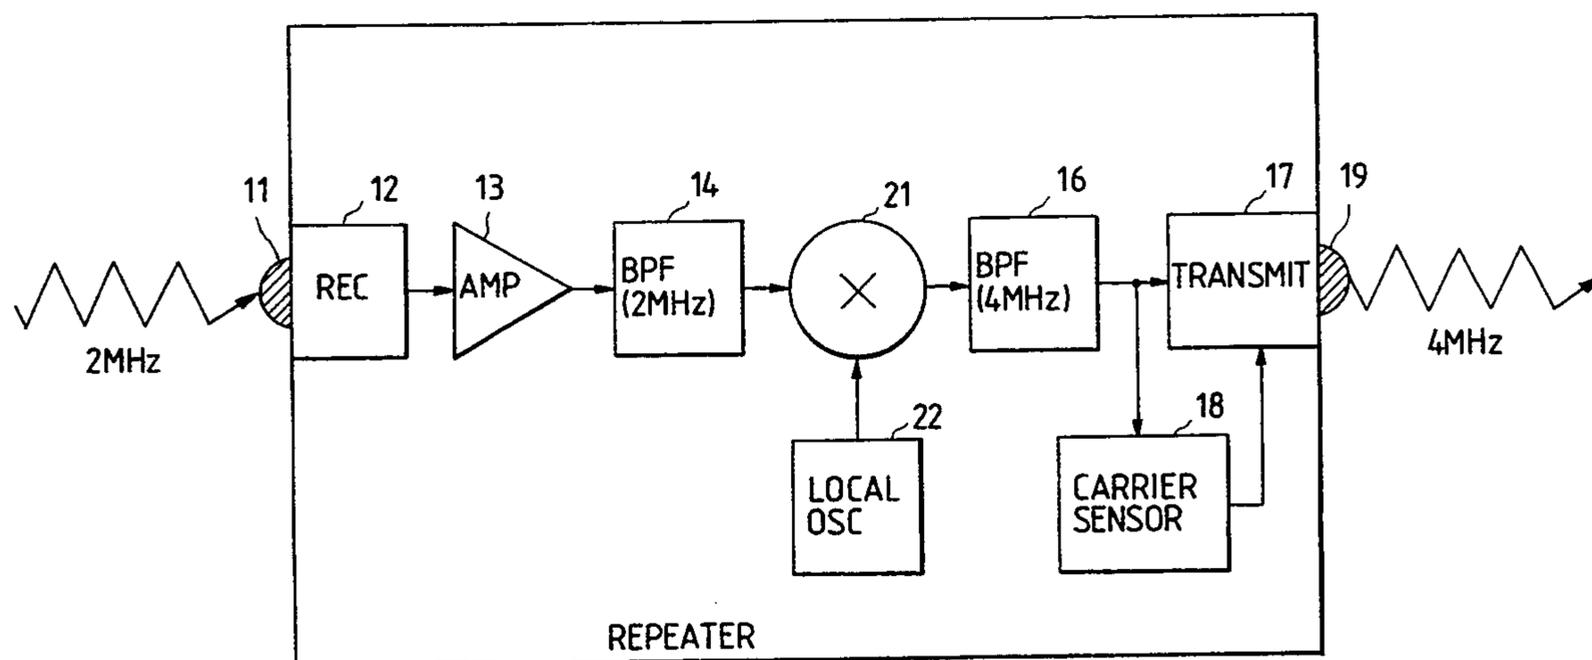 11
12
13
14
21
16
17
19
REC
AMP
BPF
(2MHz)
BPF
(4MHz)
TRANSMIT
2MHz
4MHz
22
18
LOCAL
OSC
CARRIER
SENSOR
REPEATER